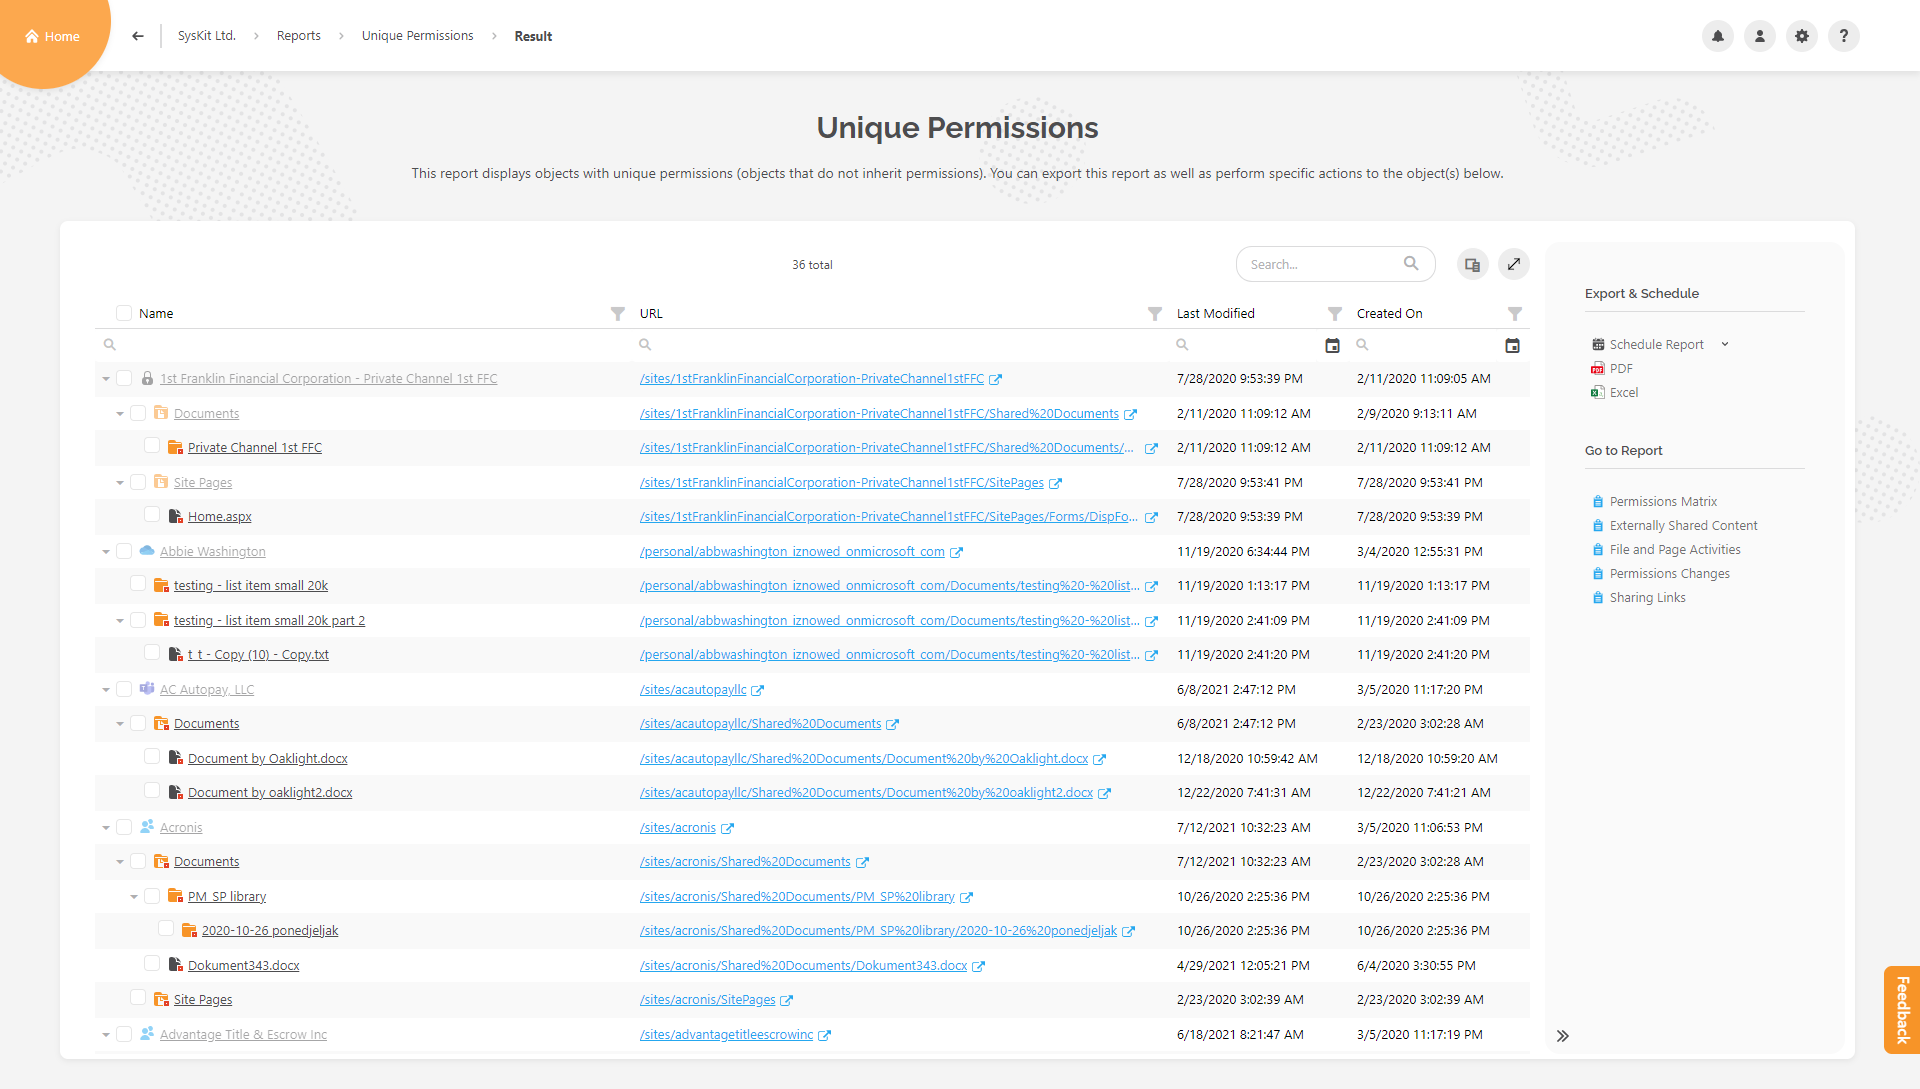 Home
SysKit Ltd. > Reports > Unique Permissions > Result
?
Unique Permissions
This report displays objects with unique permissions (objects that do not inherit permissions). You can export this report as well as perform specific actions to the object(s) below.
36 total
Search...
Name URL Last Modified Created On
1st Franklin Financial Corporation - Private Channel 1st FFC /sites/1stFranklinFinancialCorporation-PrivateChannel1stFFC 7/28/2020 9:53:39 PM 2/11/2020 11:09:05 AM
Documents /sites/1stFranklinFinancialCorporation-PrivateChannel1stFFC/Shared%20Documents 2/11/2020 11:09:12 AM 2/9/2020 9:13:11 AM
Private Channel 1st FFC /sites/1stFranklinFinancialCorporation-PrivateChannel1stFFC/Shared%20Documents/... 2/11/2020 11:09:12 AM 2/11/2020 11:09:12 AM
Site Pages /sites/1stFranklinFinancialCorporation-PrivateChannel1stFFC/SitePages 7/28/2020 9:53:41 PM 7/28/2020 9:53:41 PM
Home.aspx /sites/1stFranklinFinancialCorporation-PrivateChannel1stFFC/SitePages/Forms/DispFo... 7/28/2020 9:53:39 PM 7/28/2020 9:53:39 PM
Abbie Washington /personal/abbwashington_iznowed_onmicrosoft_com 11/19/2020 6:34:44 PM 3/4/2020 12:55:31 PM
testing - list item small 20k /personal/abbwashington_iznowed_onmicrosoft_com/Documents/testing%20-%20list... 11/19/2020 1:13:17 PM 11/19/2020 1:13:17 PM
testing - list item small 20k part 2 /personal/abbwashington_iznowed_onmicrosoft_com/Documents/testing%20-%20list... 11/19/2020 2:41:09 PM 11/19/2020 2:41:09 PM
t_t - Copy (10) - Copy.txt /personal/abbwashington_iznowed_onmicrosoft_com/Documents/testing%20-%20list... 11/19/2020 2:41:20 PM 11/19/2020 2:41:20 PM
AC Autopay, LLC /sites/acautopayllc 6/8/2021 2:47:12 PM 3/5/2020 11:17:20 PM
Documents /sites/acautopayllc/Shared%20Documents 6/8/2021 2:47:12 PM 2/23/2020 3:02:28 AM
Document by Oaklight.docx /sites/acautopayllc/Shared%20Documents/Document%20by%20Oaklight.docx 12/18/2020 10:59:42 AM 12/18/2020 10:59:20 AM
Document by oaklight2.docx /sites/acautopayllc/Shared%20Documents/Document%20by%20oaklight2.docx 12/22/2020 7:41:31 AM 12/22/2020 7:41:21 AM
Acronis /sites/acronis 7/12/2021 10:32:23 AM 3/5/2020 11:06:53 PM
Documents /sites/acronis/Shared%20Documents 7/12/2021 10:32:23 AM 2/23/2020 3:02:28 AM
PM_SP library /sites/acronis/Shared%20Documents/PM_SP%20library 10/26/2020 2:25:36 PM 10/26/2020 2:25:36 PM
2020-10-26 ponedjeljak /sites/acronis/Shared%20Documents/PM_SP%20library/2020-10-26%20ponedjeljak 10/26/2020 2:25:36 PM 10/26/2020 2:25:36 PM
Dokument343.docx /sites/acronis/Shared%20Documents/Dokument343.docx 4/29/2021 12:05:21 PM 6/4/2020 3:30:55 PM
Site Pages /sites/acronis/SitePages 2/23/2020 3:02:39 AM 2/23/2020 3:02:39 AM
Advantage Title & Escrow Inc /sites/advantagetitleescrowinc 6/18/2021 8:21:47 AM 3/5/2020 11:17:19 PM
Export & Schedule
Schedule Report
PDF
Excel
Go to Report
Permissions Matrix
Externally Shared Content
File and Page Activities
Permissions Changes
Sharing Links
Feedback